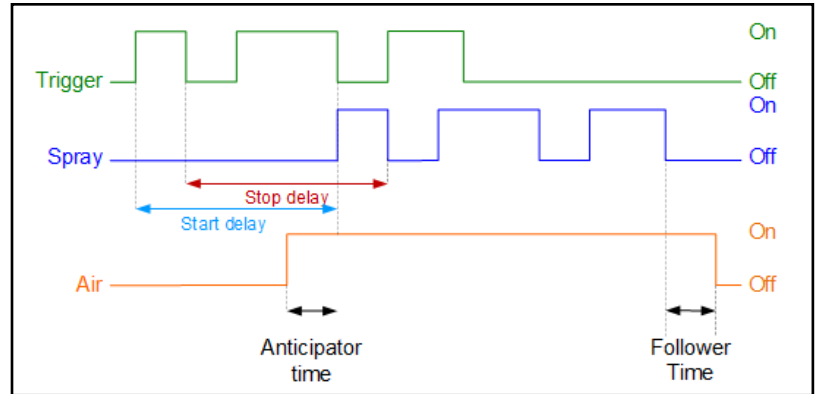 On
Trigger
Off
On
Spray
Off
Stop delay
Start delay
On
Air
Off
Anticipator
time
Follower
Time